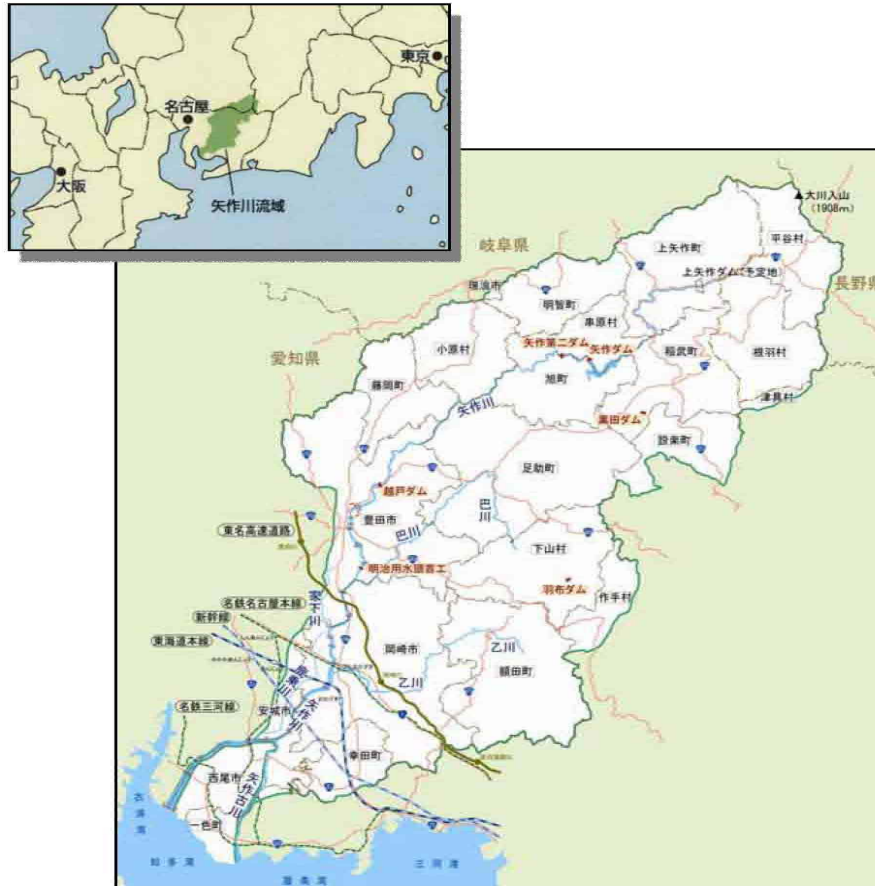 東京
名古屋
大阪
矢作川流域
大川入山
(1908m)
岐阜県
上矢作町
平谷村
上矢作ダム(予定地)
長野県
瑞浪市
明智町
串原村
矢作第二ダム
矢作ダム
小原村
稲武町
根羽村
愛知県
旭町
藤岡町
津具村
矢作川
黒田ダム
設楽町
足助町
越戸ダム
豊田市
巴川
巴川
東名高速道路
下山村
明治用水頭首工
羽布ダム
作手村
名鉄名古屋本線
家下川
新幹線
東海道本線
岡崎市
乙川
額田町
乙川
鹿乗川
矢作川
名鉄三河線
安城市
幸田町
西尾市
矢作古川
一色町
知多湾
三河湾